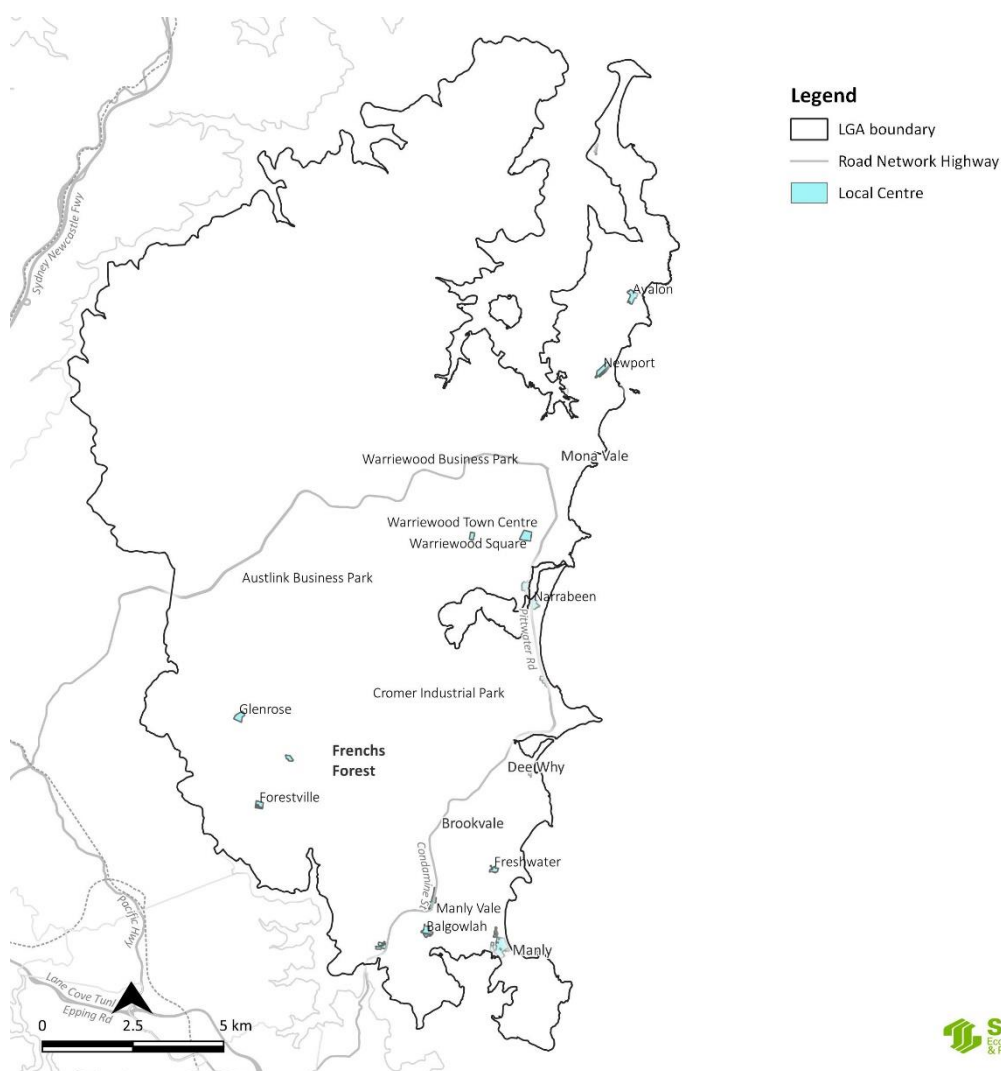 Legend
LGA boundary
Road Network Highway
Local Centre
Sydney Newcastle Fwy
Avalon
Newport
Mona Vale
Warriewood Business Park
Warriewood Town Centre
Warriewood Square
Austlink Business Park
Narrabeen
Pittwater Rd
Cromer Industrial Park
Glenrose
Frenchs
Forest
Dee Why
Forestville
Brookvale
Condamine St
Freshwater
Manly Vale
Balgowlah
Manly
Pacific Hwy
Lane Cove Tunl
Epping Rd
0 2.5 5 km